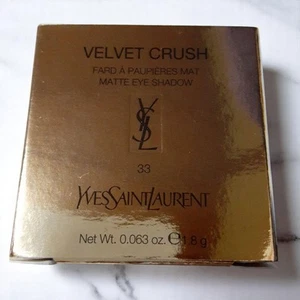 VELVET CRUSH
FARD À PAUPIÈRES MAT
MATTE EYE SHADOW
YSL
33
YVESSAINTLAURENT
Net Wt. 0.063 oz. ℮ 1.8 g